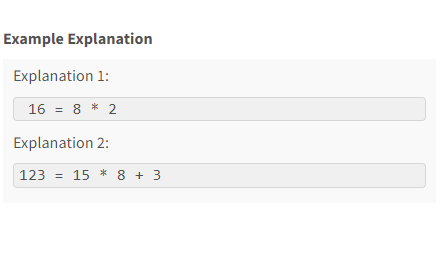 Example Explanation
Explanation 1:
16 = 8 * 2
Explanation 2:
123 = 15 * 8 + 3